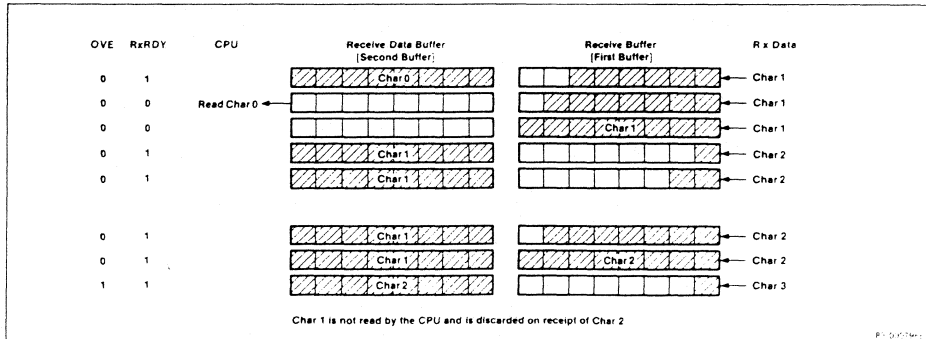 OVE RxRDY CPU Receive Data Buffer Receive Buffer Rx Data
[Second Buffer] [First Buffer]
0 1 Char 0 Char 1
0 0 Read Char 0 Char 1
0 0 Char 1 Char 1
0 1 Char 1 Char 2
0 1 Char 1 Char 2
0 1 Char 1 Char 2
0 1 Char 1 Char 2 Char 2
1 1 Char 2 Char 3
Char 1 is not read by the CPU and is discarded on receipt of Char 2